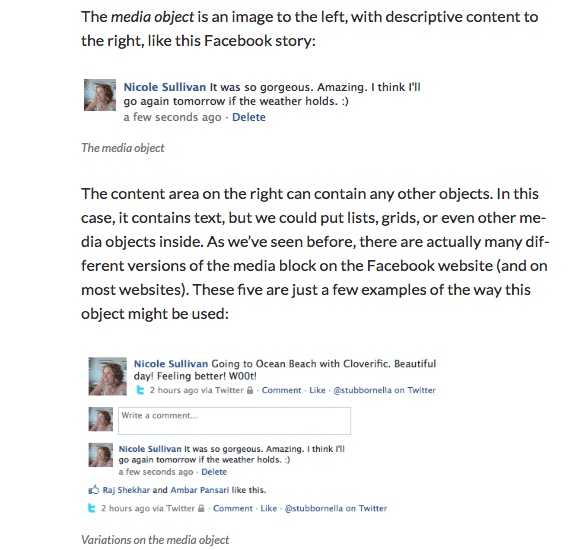 The media object is an image to the left, with descriptive content to
the right, like this Facebook story:
Nicole Sullivan It was so gorgeous. Amazing. I think I'll
go again tomorrow if the weather holds. :)
a few seconds ago · Delete
The media object
The content area on the right can contain any other objects. In this
case, it contains text, but we could put lists, grids, or even other me-
dia objects inside. As we've seen before, there are actually many dif-
ferent versions of the media block on the Facebook website (and on
most websites). These five are just a few examples of the way this
object might be used:
Nicole Sullivan Going to Ocean Beach with Cloverific. Beautiful
day! Feeling better! W00t!
2 hours ago via Twitter · Comment · Like · @stubbornella on Twitter
Write a comment...
Nicole Sullivan It was so gorgeous. Amazing. I think I'll
go again tomorrow if the weather holds. :)
a few seconds ago · Delete
Raj Shekhar and Ambar Pansari like this.
2 hours ago via Twitter · Comment · Like · @stubbornella on Twitter
Variations on the media object